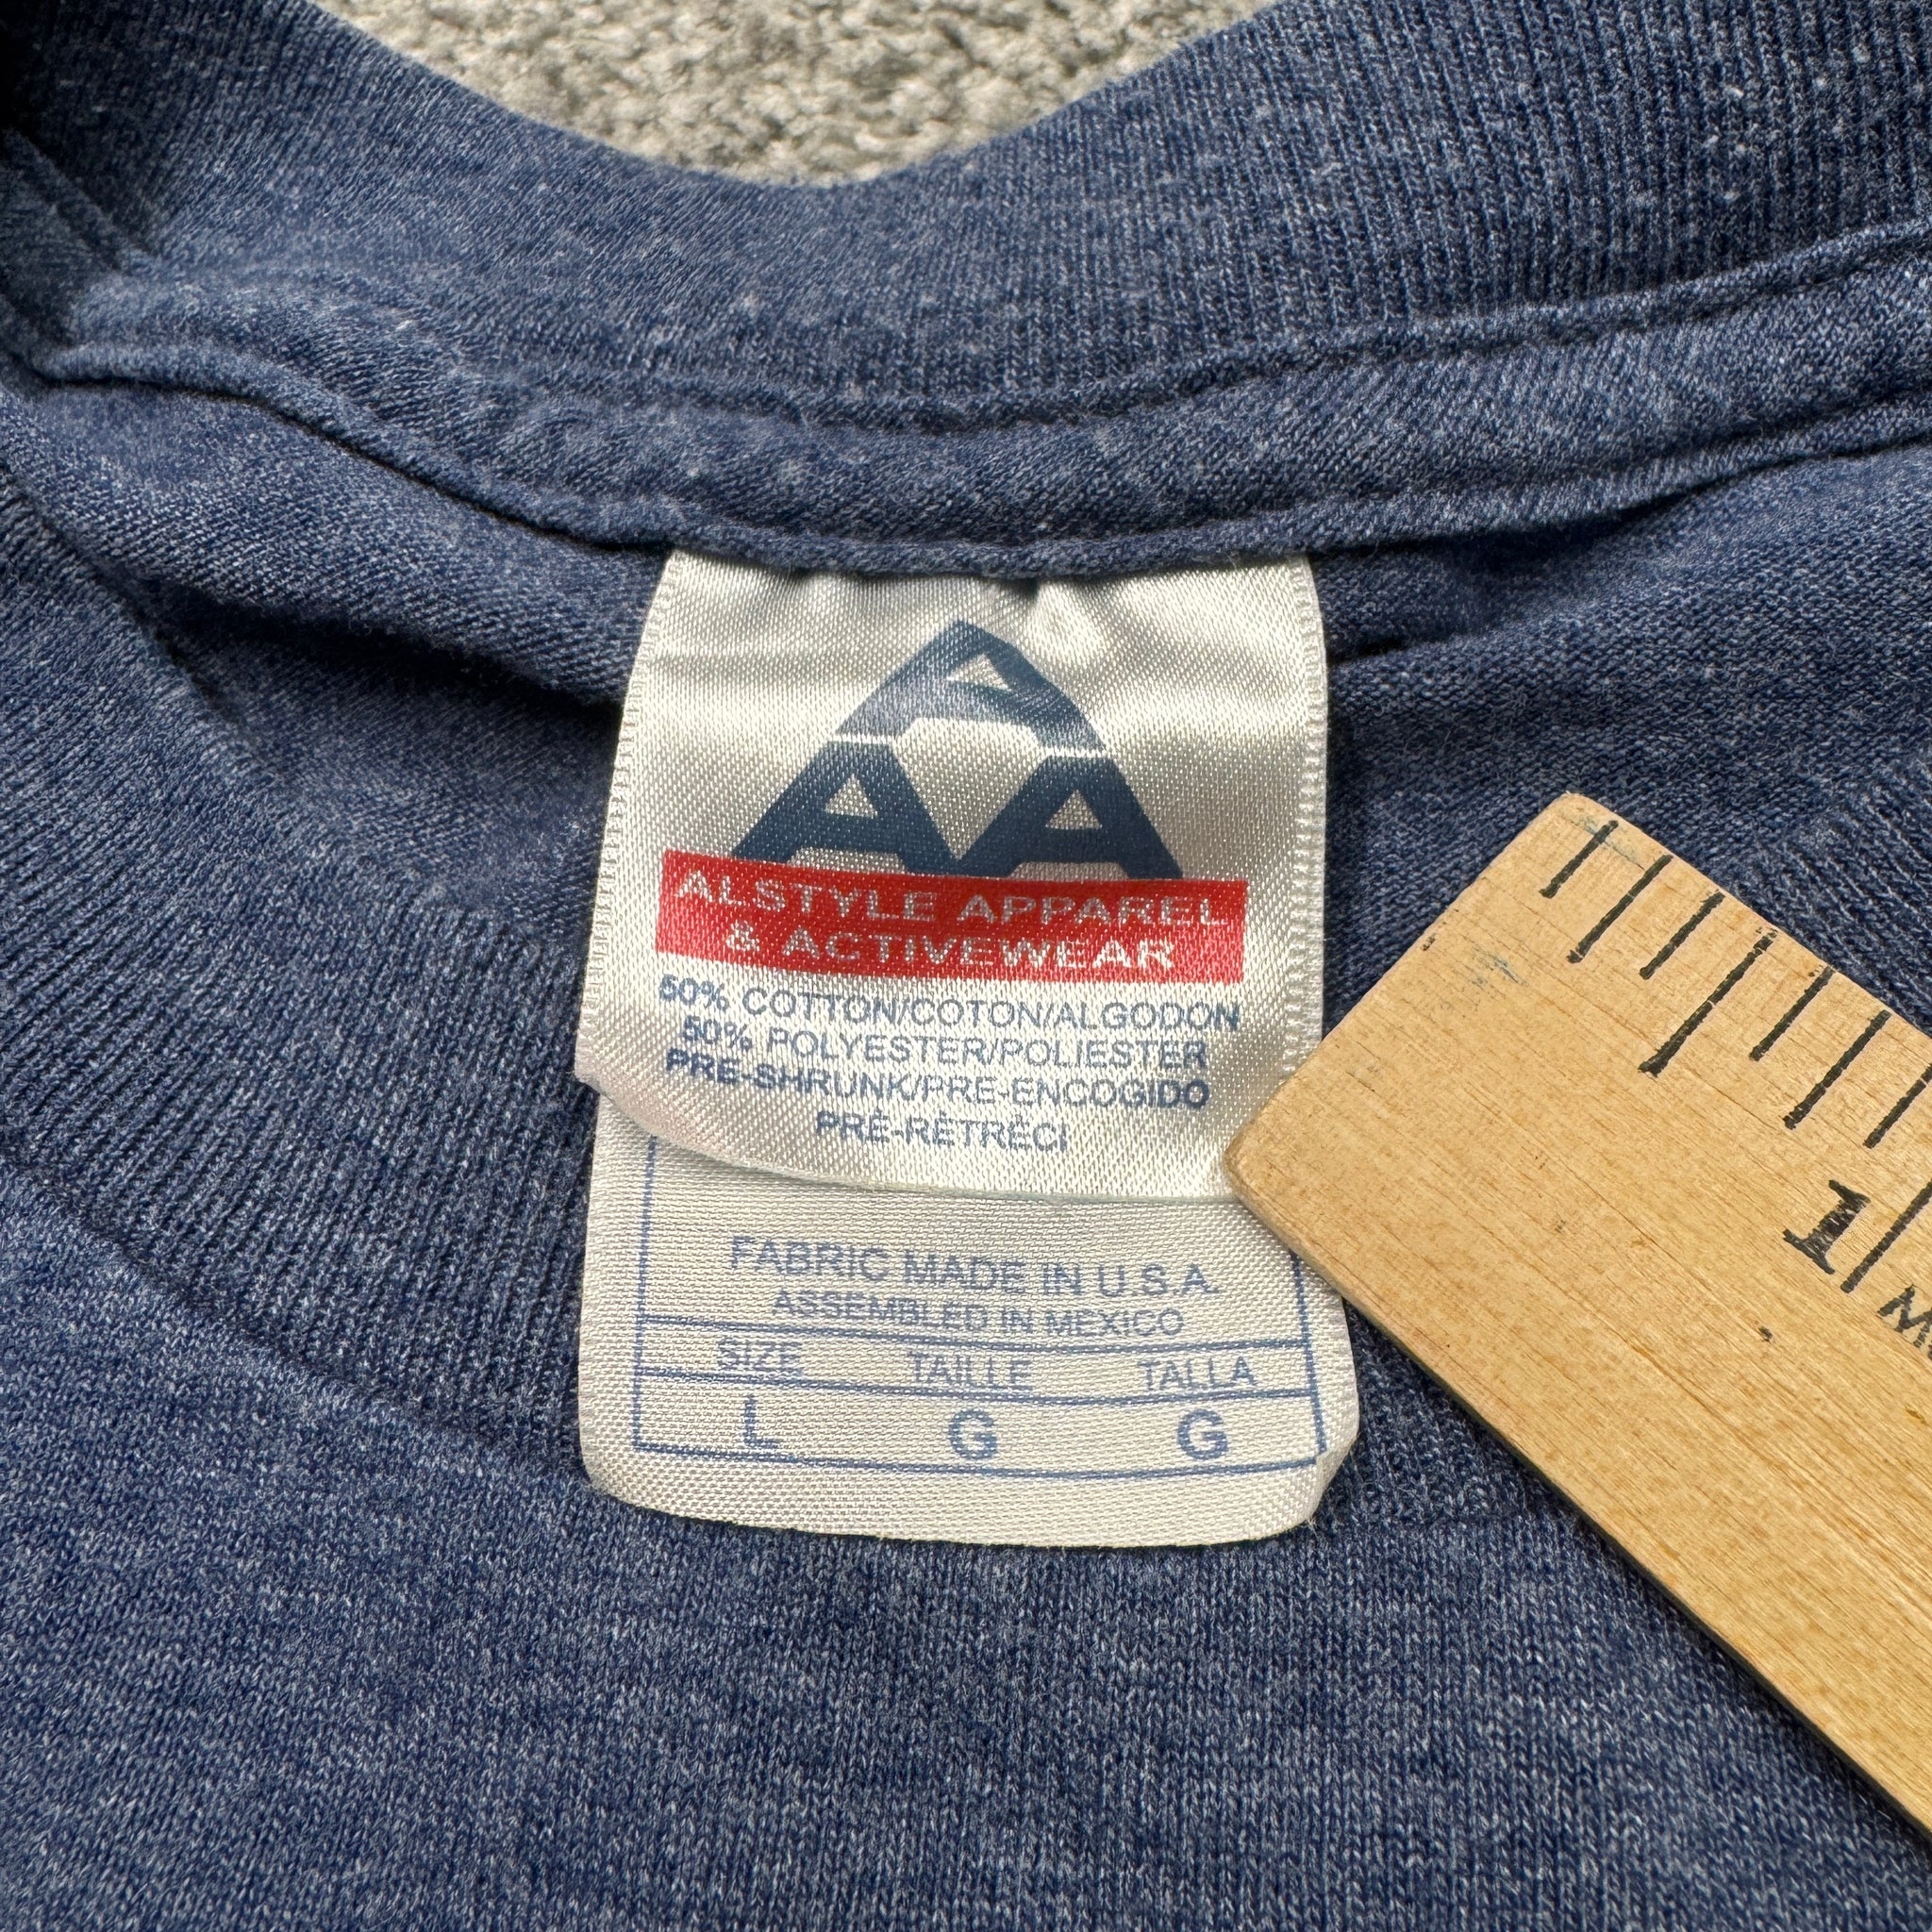 A
AA
ALSTYLE APPAREL
& ACTIVEWEAR
50% COTTON/COTON/ALGODON
50% POLYESTER/POLIESTER
PRE-SHRUNK/PRE-ENCOGIDO
PRÉ-RÉTRÉCI
FABRIC MADE IN U.S.A.
ASSEMBLED IN MEXICO
SIZE TAILLE TALLA
L G G
1